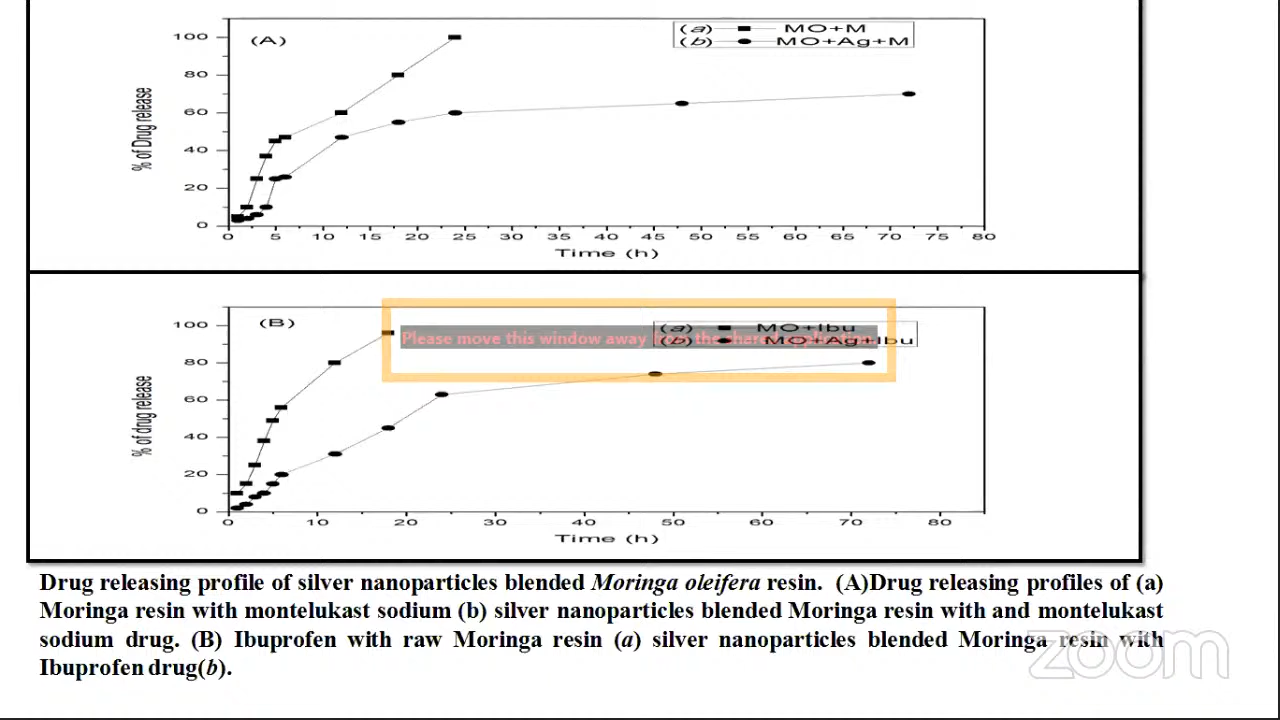 (A)
(a) MO+M
(b) MO+Ag+M
100
80
60
40
20
0
% of Drug release
0 5 10 15 20 25 30 35 40 45 50 55 60 65 70 75 80
Time (h)
(B)
(a) MO+Ibu
Please move this window away from the shared application
(b) MO+Ag+Ibu
100
80
60
40
20
0
% of drug release
0 10 20 30 40 50 60 70 80
Time (h)
Drug releasing profile of silver nanoparticles blended Moringa oleifera resin. (A)Drug releasing profiles of (a)
Moringa resin with montelukast sodium (b) silver nanoparticles blended Moringa resin with and montelukast
sodium drug. (B) Ibuprofen with raw Moringa resin (a) silver nanoparticles blended Moringa resin with
Ibuprofen drug(b).
zoom